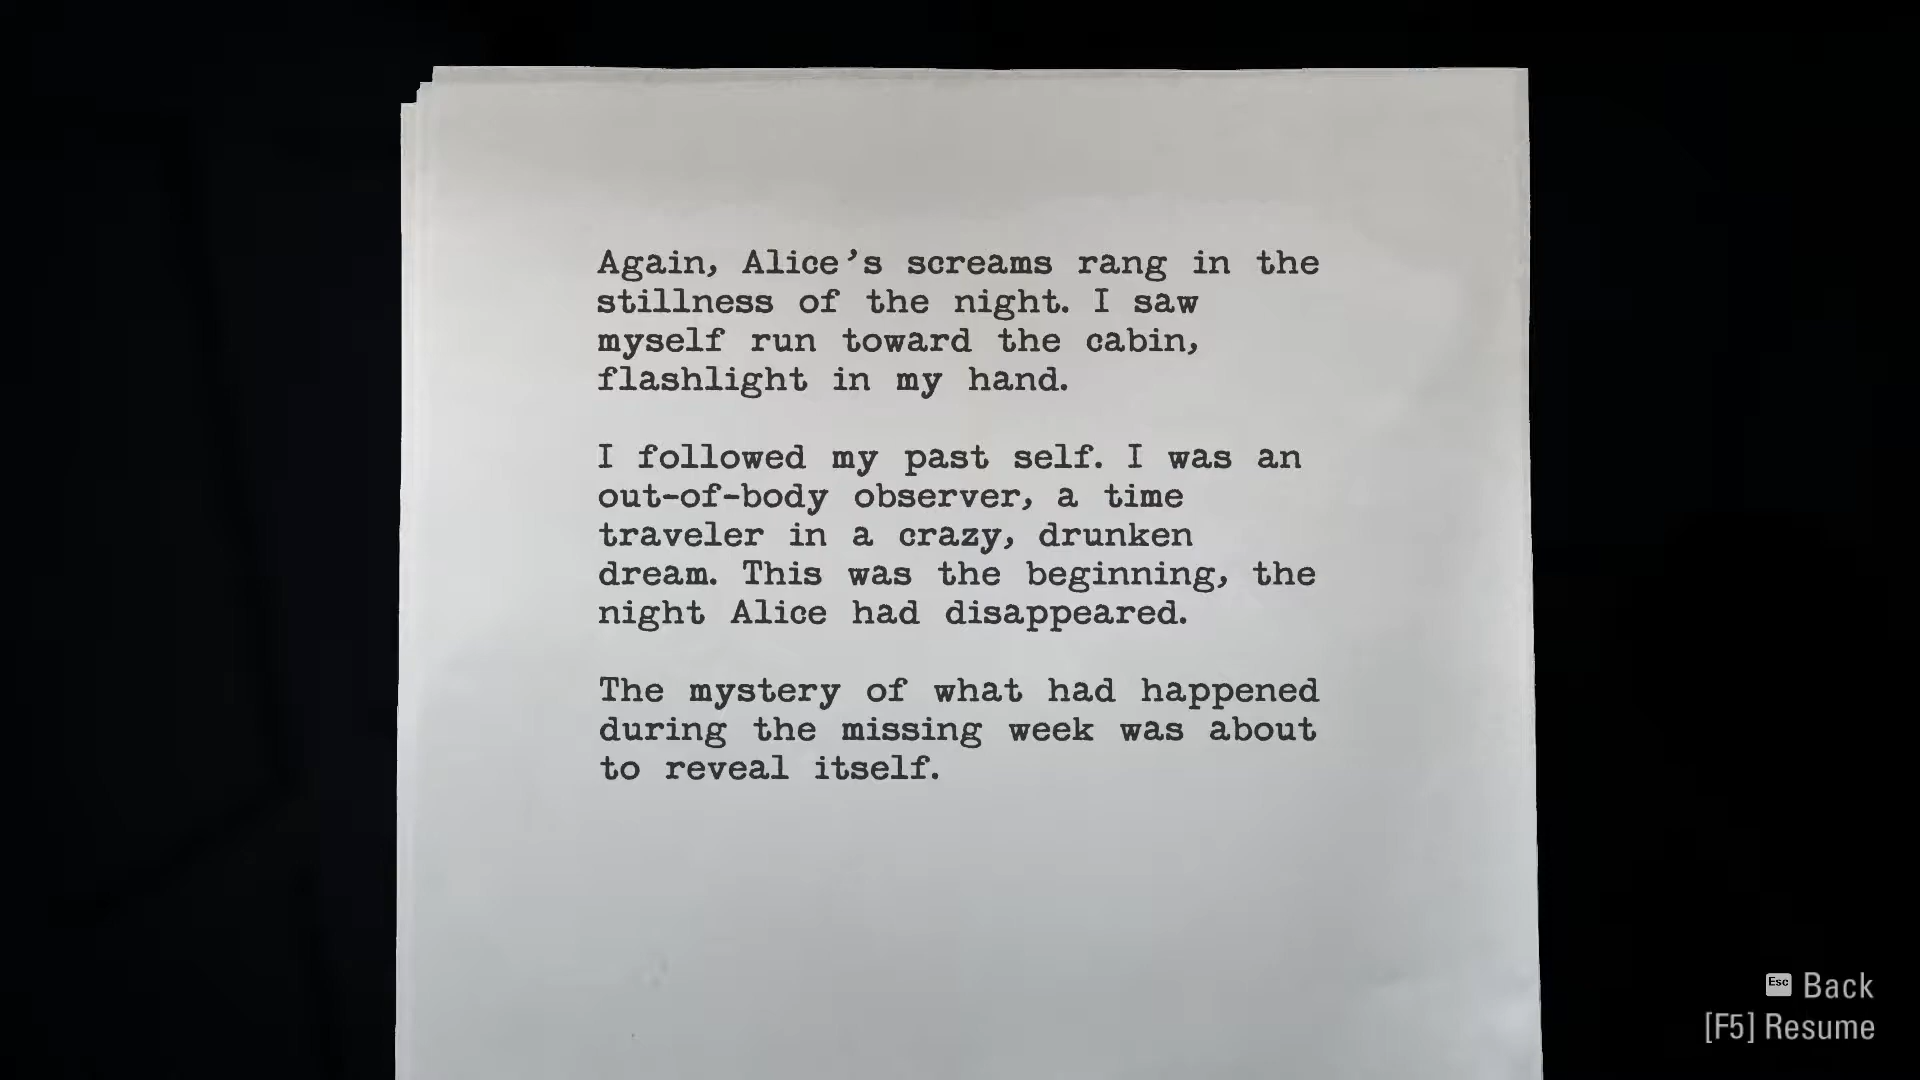 Again, Alice’s screams rang in the
stillness of the night. I saw
myself run toward the cabin,
flashlight in my hand.
I followed my past self. I was an
out-of-body observer, a time
traveler in a crazy, drunken
dream. This was the beginning, the
night Alice had disappeared.
The mystery of what had happened
during the missing week was about
to reveal itself.
Esc Back
[F5] Resume